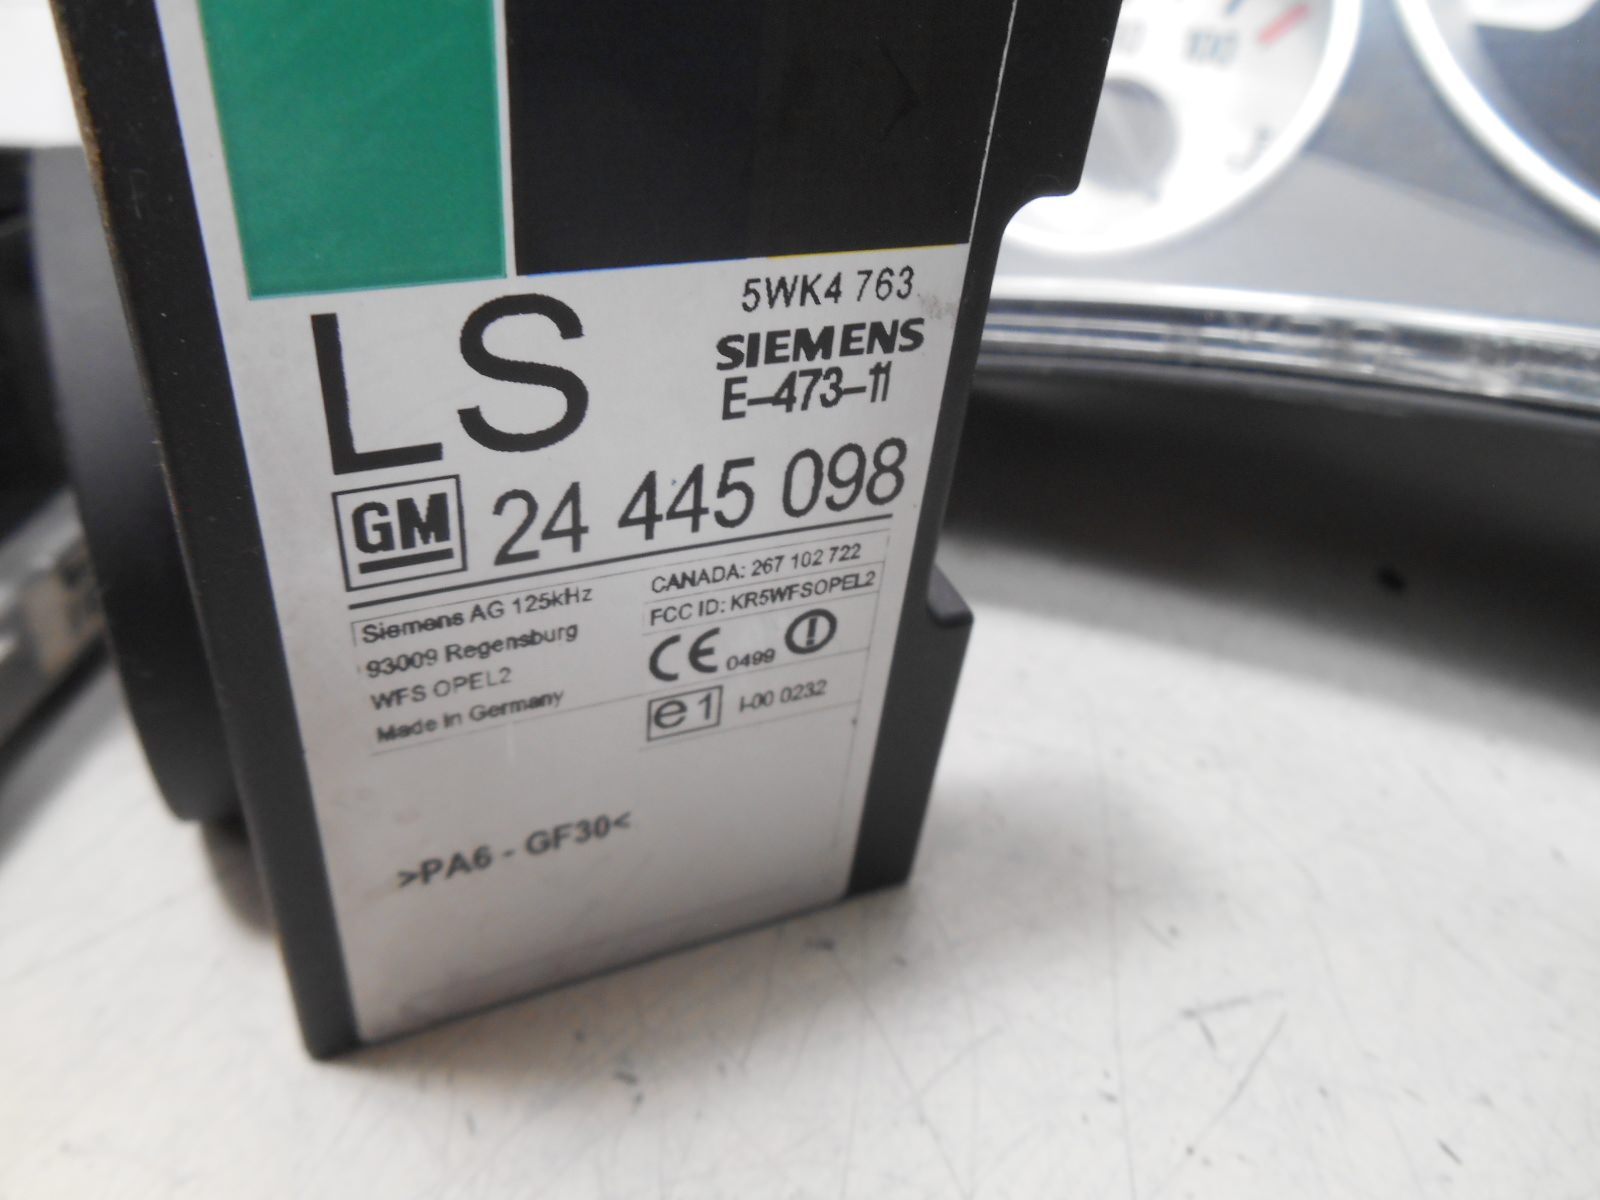 100
5WK4 763
SIEMENS
E-473-11
LS
GM 24 445 098
Siemens AG 125kHz
93009 Regensburg
WFS OPEL2
Made in Germany
CANADA: 267 102 722
FCC ID: KR5WFSOPEL2
CE 0499
e1 I-00 0232
>PA6 - GF30<